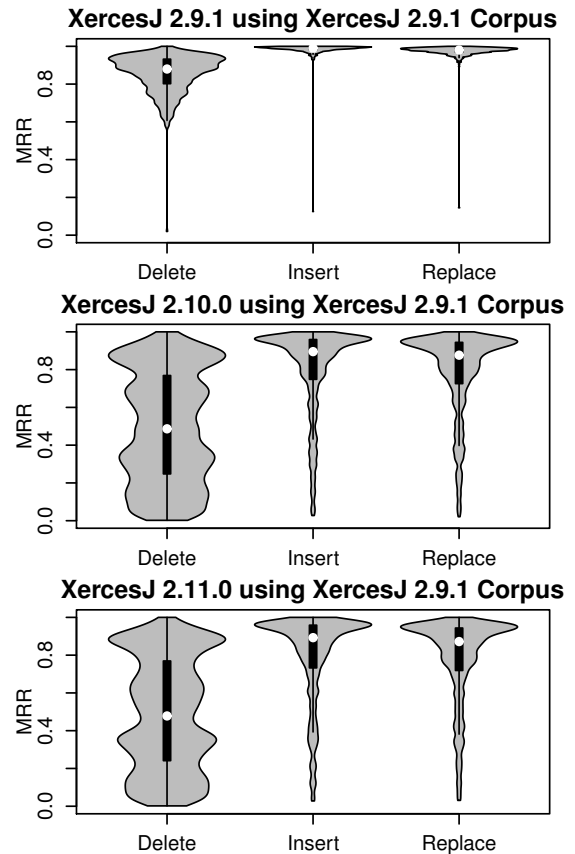 XercesJ 2.9.1 using XercesJ 2.9.1 Corpus
MRR
0.8
0.4
0.0
Delete Insert Replace
XercesJ 2.10.0 using XercesJ 2.9.1 Corpus
MRR
0.8
0.4
0.0
Delete Insert Replace
XercesJ 2.11.0 using XercesJ 2.9.1 Corpus
MRR
0.8
0.4
0.0
Delete Insert Replace